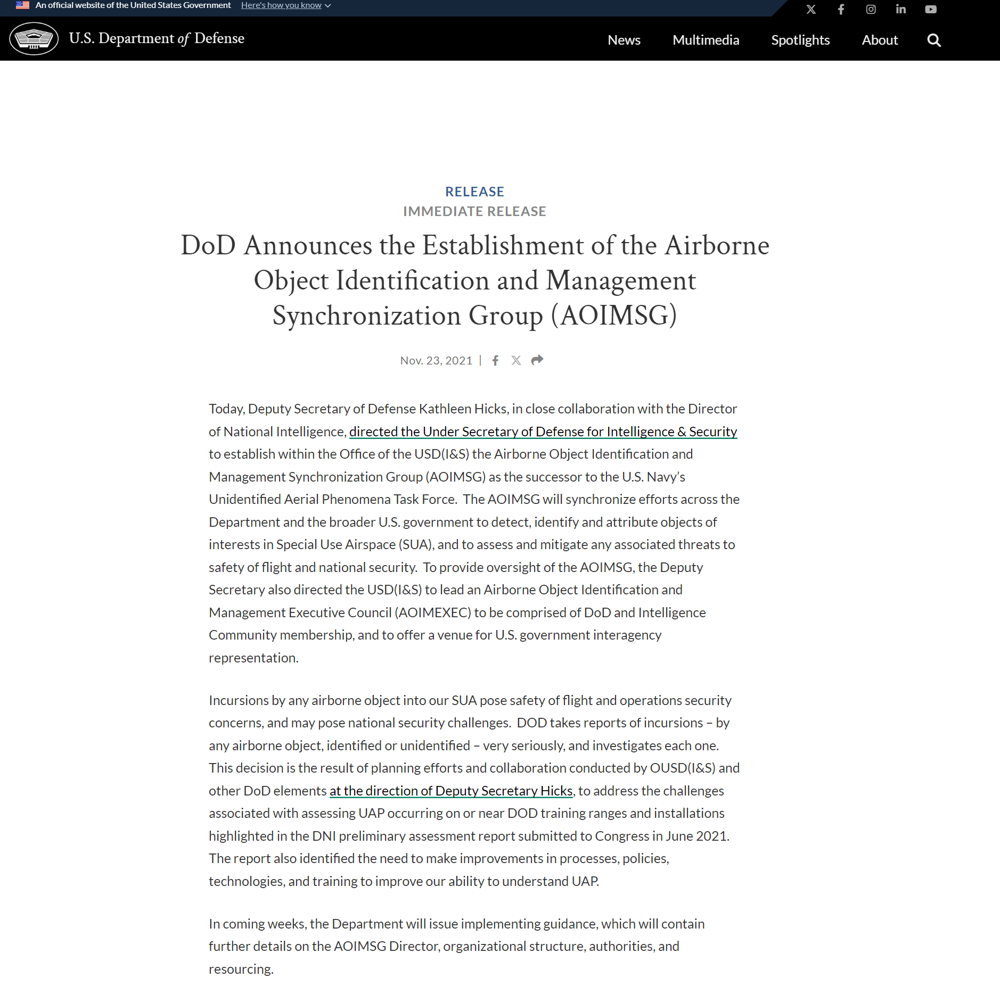 An official website of the United States Government Here's how you know
U.S. Department of Defense
News Multimedia Spotlights About
RELEASE
IMMEDIATE RELEASE
DoD Announces the Establishment of the Airborne
Object Identification and Management
Synchronization Group (AOIMSG)
Nov. 23, 2021 |
Today, Deputy Secretary of Defense Kathleen Hicks, in close collaboration with the Director
of National Intelligence, directed the Under Secretary of Defense for Intelligence & Security
to establish within the Office of the USD(I&S) the Airborne Object Identification and
Management Synchronization Group (AOIMSG) as the successor to the U.S. Navy’s
Unidentified Aerial Phenomena Task Force.  The AOIMSG will synchronize efforts across the
Department and the broader U.S. government to detect, identify and attribute objects of
interests in Special Use Airspace (SUA), and to assess and mitigate any associated threats to
safety of flight and national security.  To provide oversight of the AOIMSG, the Deputy
Secretary also directed the USD(I&S) to lead an Airborne Object Identification and
Management Executive Council (AOIMEXEC) to be comprised of DoD and Intelligence
Community membership, and to offer a venue for U.S. government interagency
representation.
Incursions by any airborne object into our SUA pose safety of flight and operations security
concerns, and may pose national security challenges.  DOD takes reports of incursions – by
any airborne object, identified or unidentified – very seriously, and investigates each one.
This decision is the result of planning efforts and collaboration conducted by OUSD(I&S) and
other DoD elements at the direction of Deputy Secretary Hicks, to address the challenges
associated with assessing UAP occurring on or near DOD training ranges and installations
highlighted in the DNI preliminary assessment report submitted to Congress in June 2021.
The report also identified the need to make improvements in processes, policies,
technologies, and training to improve our ability to understand UAP.
In coming weeks, the Department will issue implementing guidance, which will contain
further details on the AOIMSG Director, organizational structure, authorities, and
resourcing.